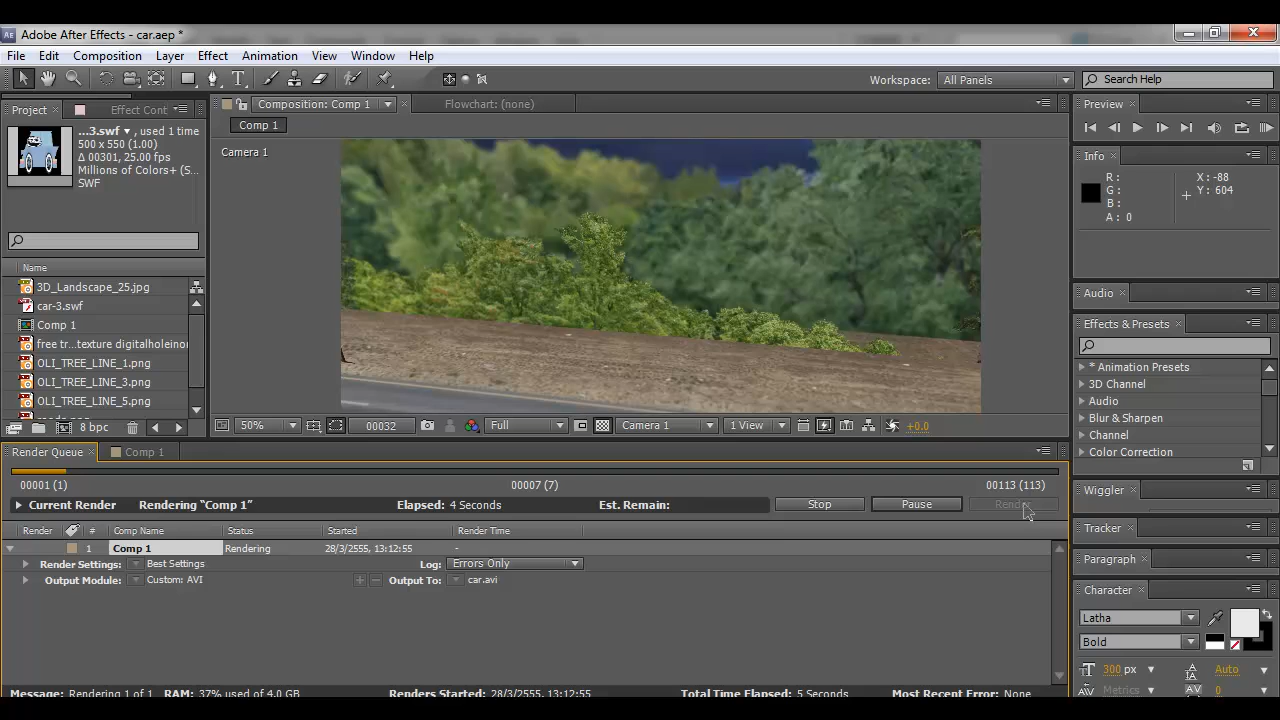 Adobe After Effects - car.aep *
File Edit Composition Layer Effect Animation View Window Help
Workspace: All Panels Search Help
Project Effect Cont
Composition: Comp 1 Flowchart: (none)
Comp 1
Camera 1
...3.swf , used 1 time
500 x 550 (1.00)
Δ 00301, 25.00 fps
Millions of Colors+ (S...
SWF
Name
3D_Landscape_25.jpg
car-3.swf
Comp 1
free tr...texture digitalholeinor
OLI_TREE_LINE_1.png
OLI_TREE_LINE_3.png
OLI_TREE_LINE_5.png
8 bpc
50% 00032 Full Camera 1 1 View +0.0
Preview
Info
R : X : -88
G : Y : 604
B :
A : 0
Audio
Effects & Presets
* Animation Presets
3D Channel
Audio
Blur & Sharpen
Channel
Color Correction
Wiggler
Tracker
Paragraph
Character
Latha
Bold
300 px Auto
Metrics 0
Render Queue Comp 1
00001 (1) 00007 (7) 00113 (113)
Current Render Rendering “Comp 1” Elapsed: 4 Seconds Est. Remain: Stop Pause Render
Render # Comp Name Status Started Render Time
1 Comp 1 Rendering 28/3/2555, 13:12:55 -
Render Settings: Best Settings Log: Errors Only
Output Module: Custom: AVI Output To: car.avi
Message: Rendering 1 of 1 RAM: 37% used of 4.0 GB Renders Started: 28/3/2555, 13:12:55 Total Time Elapsed: 5 Seconds Most Recent Error: None